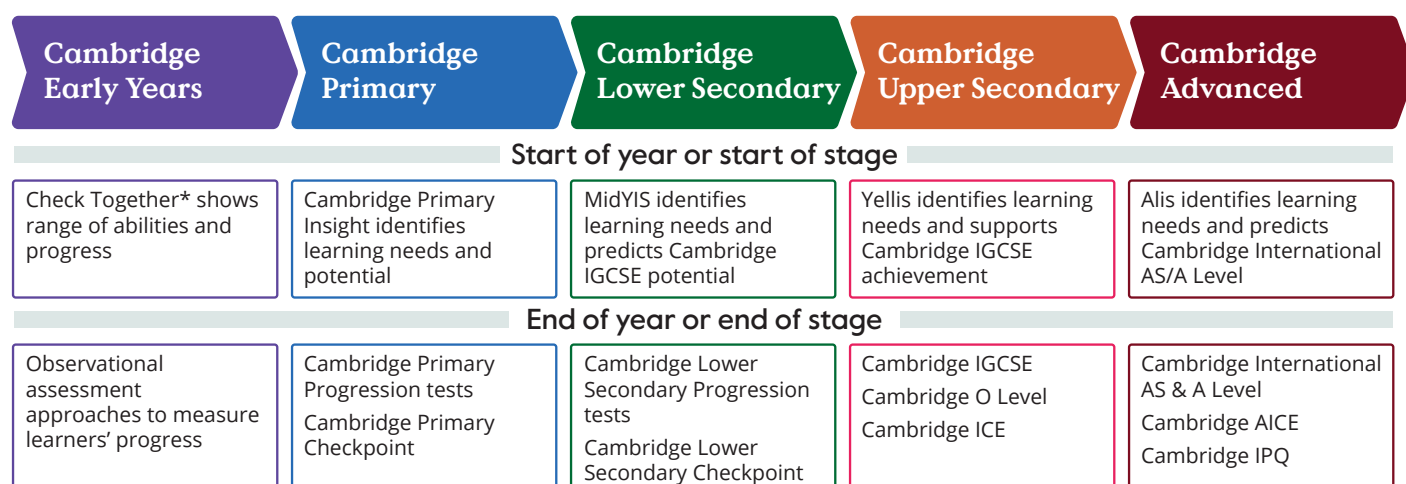 Cambridge
Early Years
Cambridge
Primary
Cambridge
Lower Secondary
Cambridge
Upper Secondary
Cambridge
Advanced
Start of year or start of stage
Check Together* shows
range of abilities and
progress
Cambridge Primary
Insight identifies
learning needs and
potential
MidYIS identifies
learning needs and
predicts Cambridge
IGCSE potential
Yellis identifies learning
needs and supports
Cambridge IGCSE
achievement
Alis identifies learning
needs and predicts
Cambridge International
AS/A Level
End of year or end of stage
Observational
assessment
approaches to measure
learners’ progress
Cambridge Primary
Progression tests
Cambridge Primary
Checkpoint
Cambridge Lower
Secondary Progression
tests
Cambridge Lower
Secondary Checkpoint
Cambridge IGCSE
Cambridge O Level
Cambridge ICE
Cambridge International
AS & A Level
Cambridge AICE
Cambridge IPQ